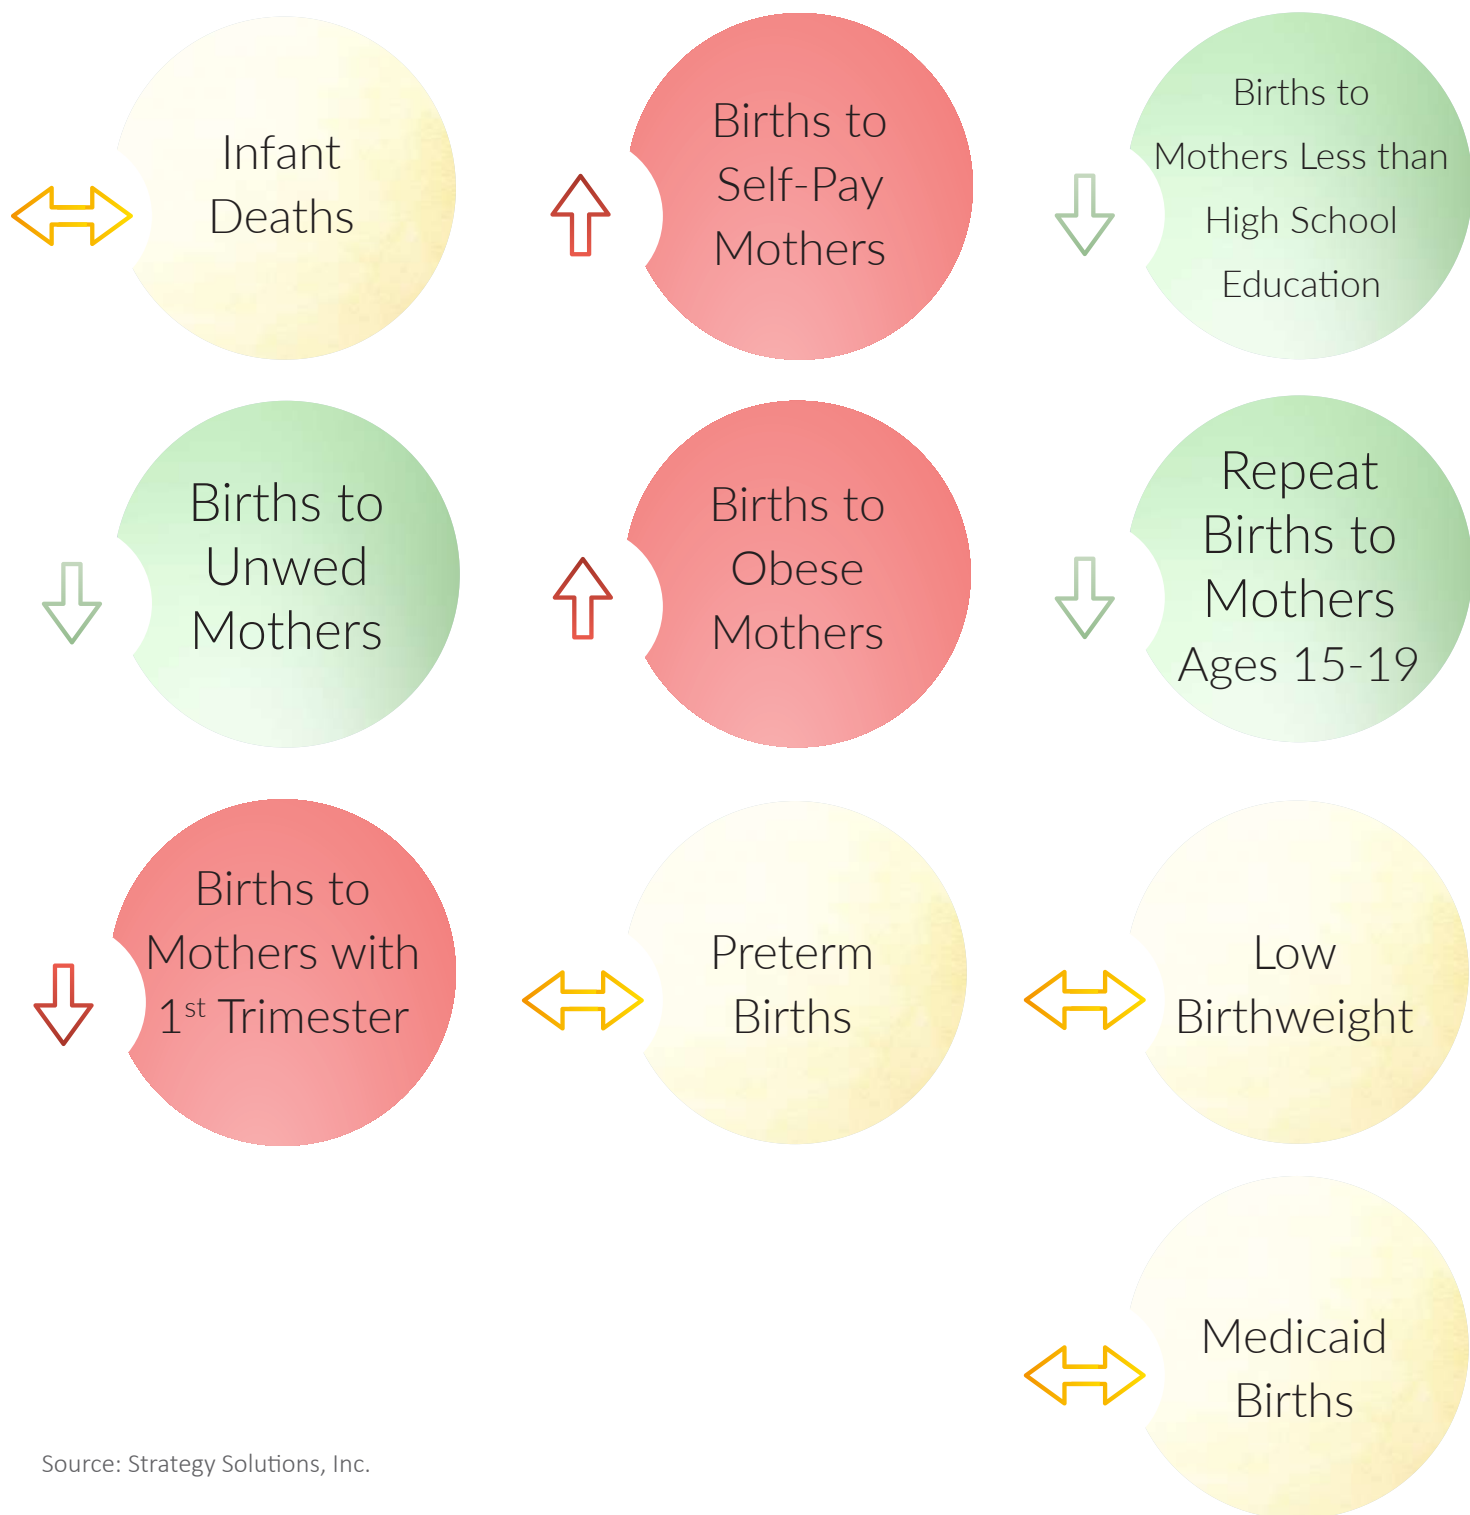 Infant
Deaths
Births to
Self-Pay
Mothers
Births to
Mothers Less than
High School
Education
Births to
Unwed
Mothers
Births to
Obese
Mothers
Repeat
Births to
Mothers
Ages 15-19
Births to
Mothers with
1st Trimester
Preterm
Births
Low
Birthweight
Medicaid
Births
Source: Strategy Solutions, Inc.